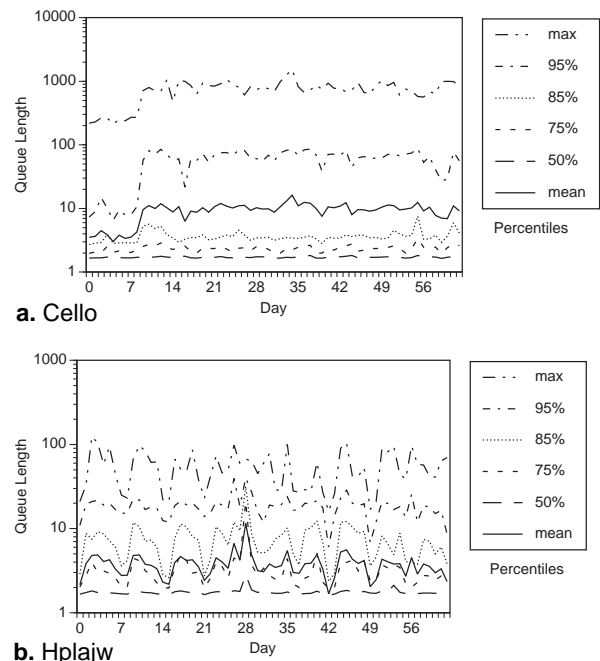 10000
1000
100
10
1
Queue Length
0 7 14 21 28 35 42 49 56
Day
max
95%
85%
75%
50%
mean
Percentiles
a. Cello
1000
100
10
1
Queue Length
0 7 14 21 28 35 42 49 56
Day
max
95%
85%
75%
50%
mean
Percentiles
b. Hplajw